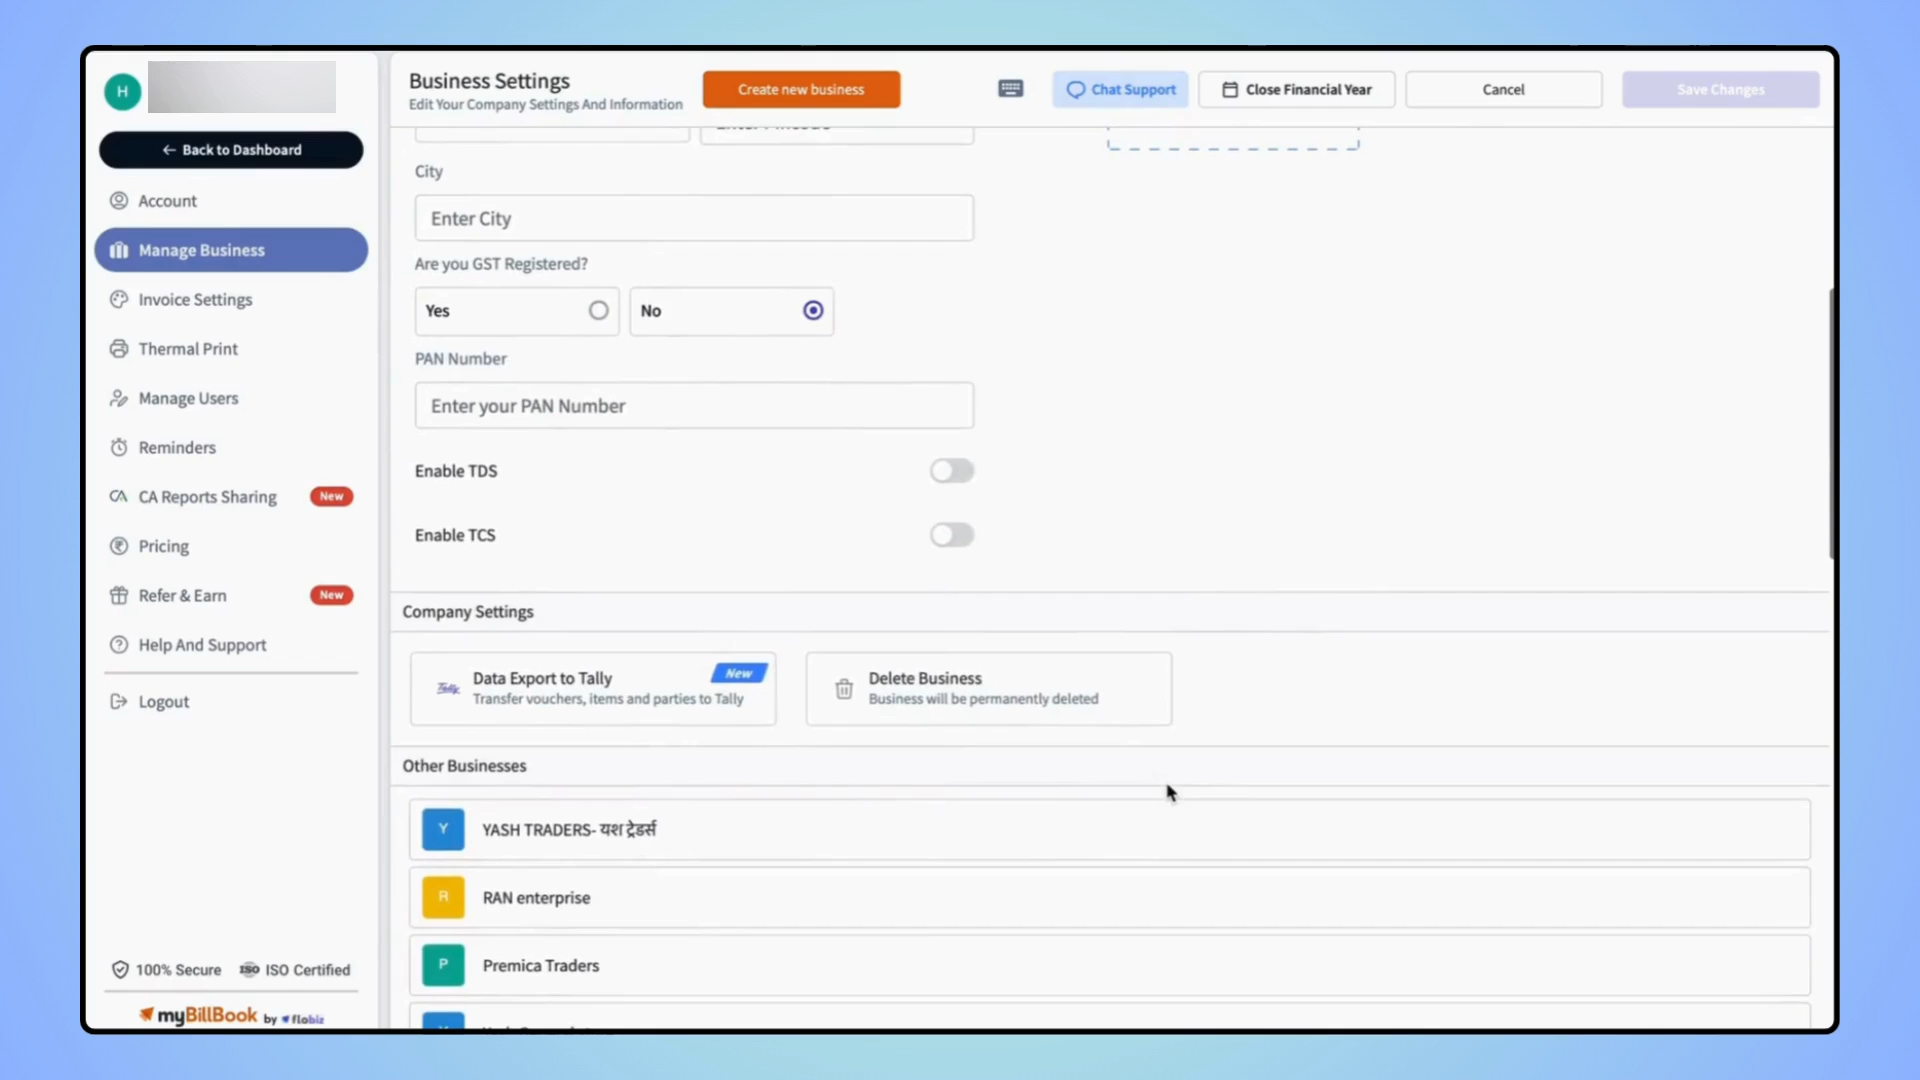 H
Business Settings
Edit Your Company Settings And Information
Create new business
Chat Support
Close Financial Year
Cancel
Save Changes
← Back to Dashboard
Account
Manage Business
Invoice Settings
Thermal Print
Manage Users
Reminders
CA CA Reports Sharing New
Pricing
Refer & Earn New
Help And Support
Logout
100% Secure ISO ISO Certified
myBillBook by flobiz
City
Enter City
Are you GST Registered?
Yes No
PAN Number
Enter your PAN Number
Enable TDS
Enable TCS
Company Settings
Tally Data Export to Tally New
Transfer vouchers, items and parties to Tally
Delete Business
Business will be permanently deleted
Other Businesses
Y YASH TRADERS- यश ट्रेडर्स
R RAN enterprise
P Premica Traders